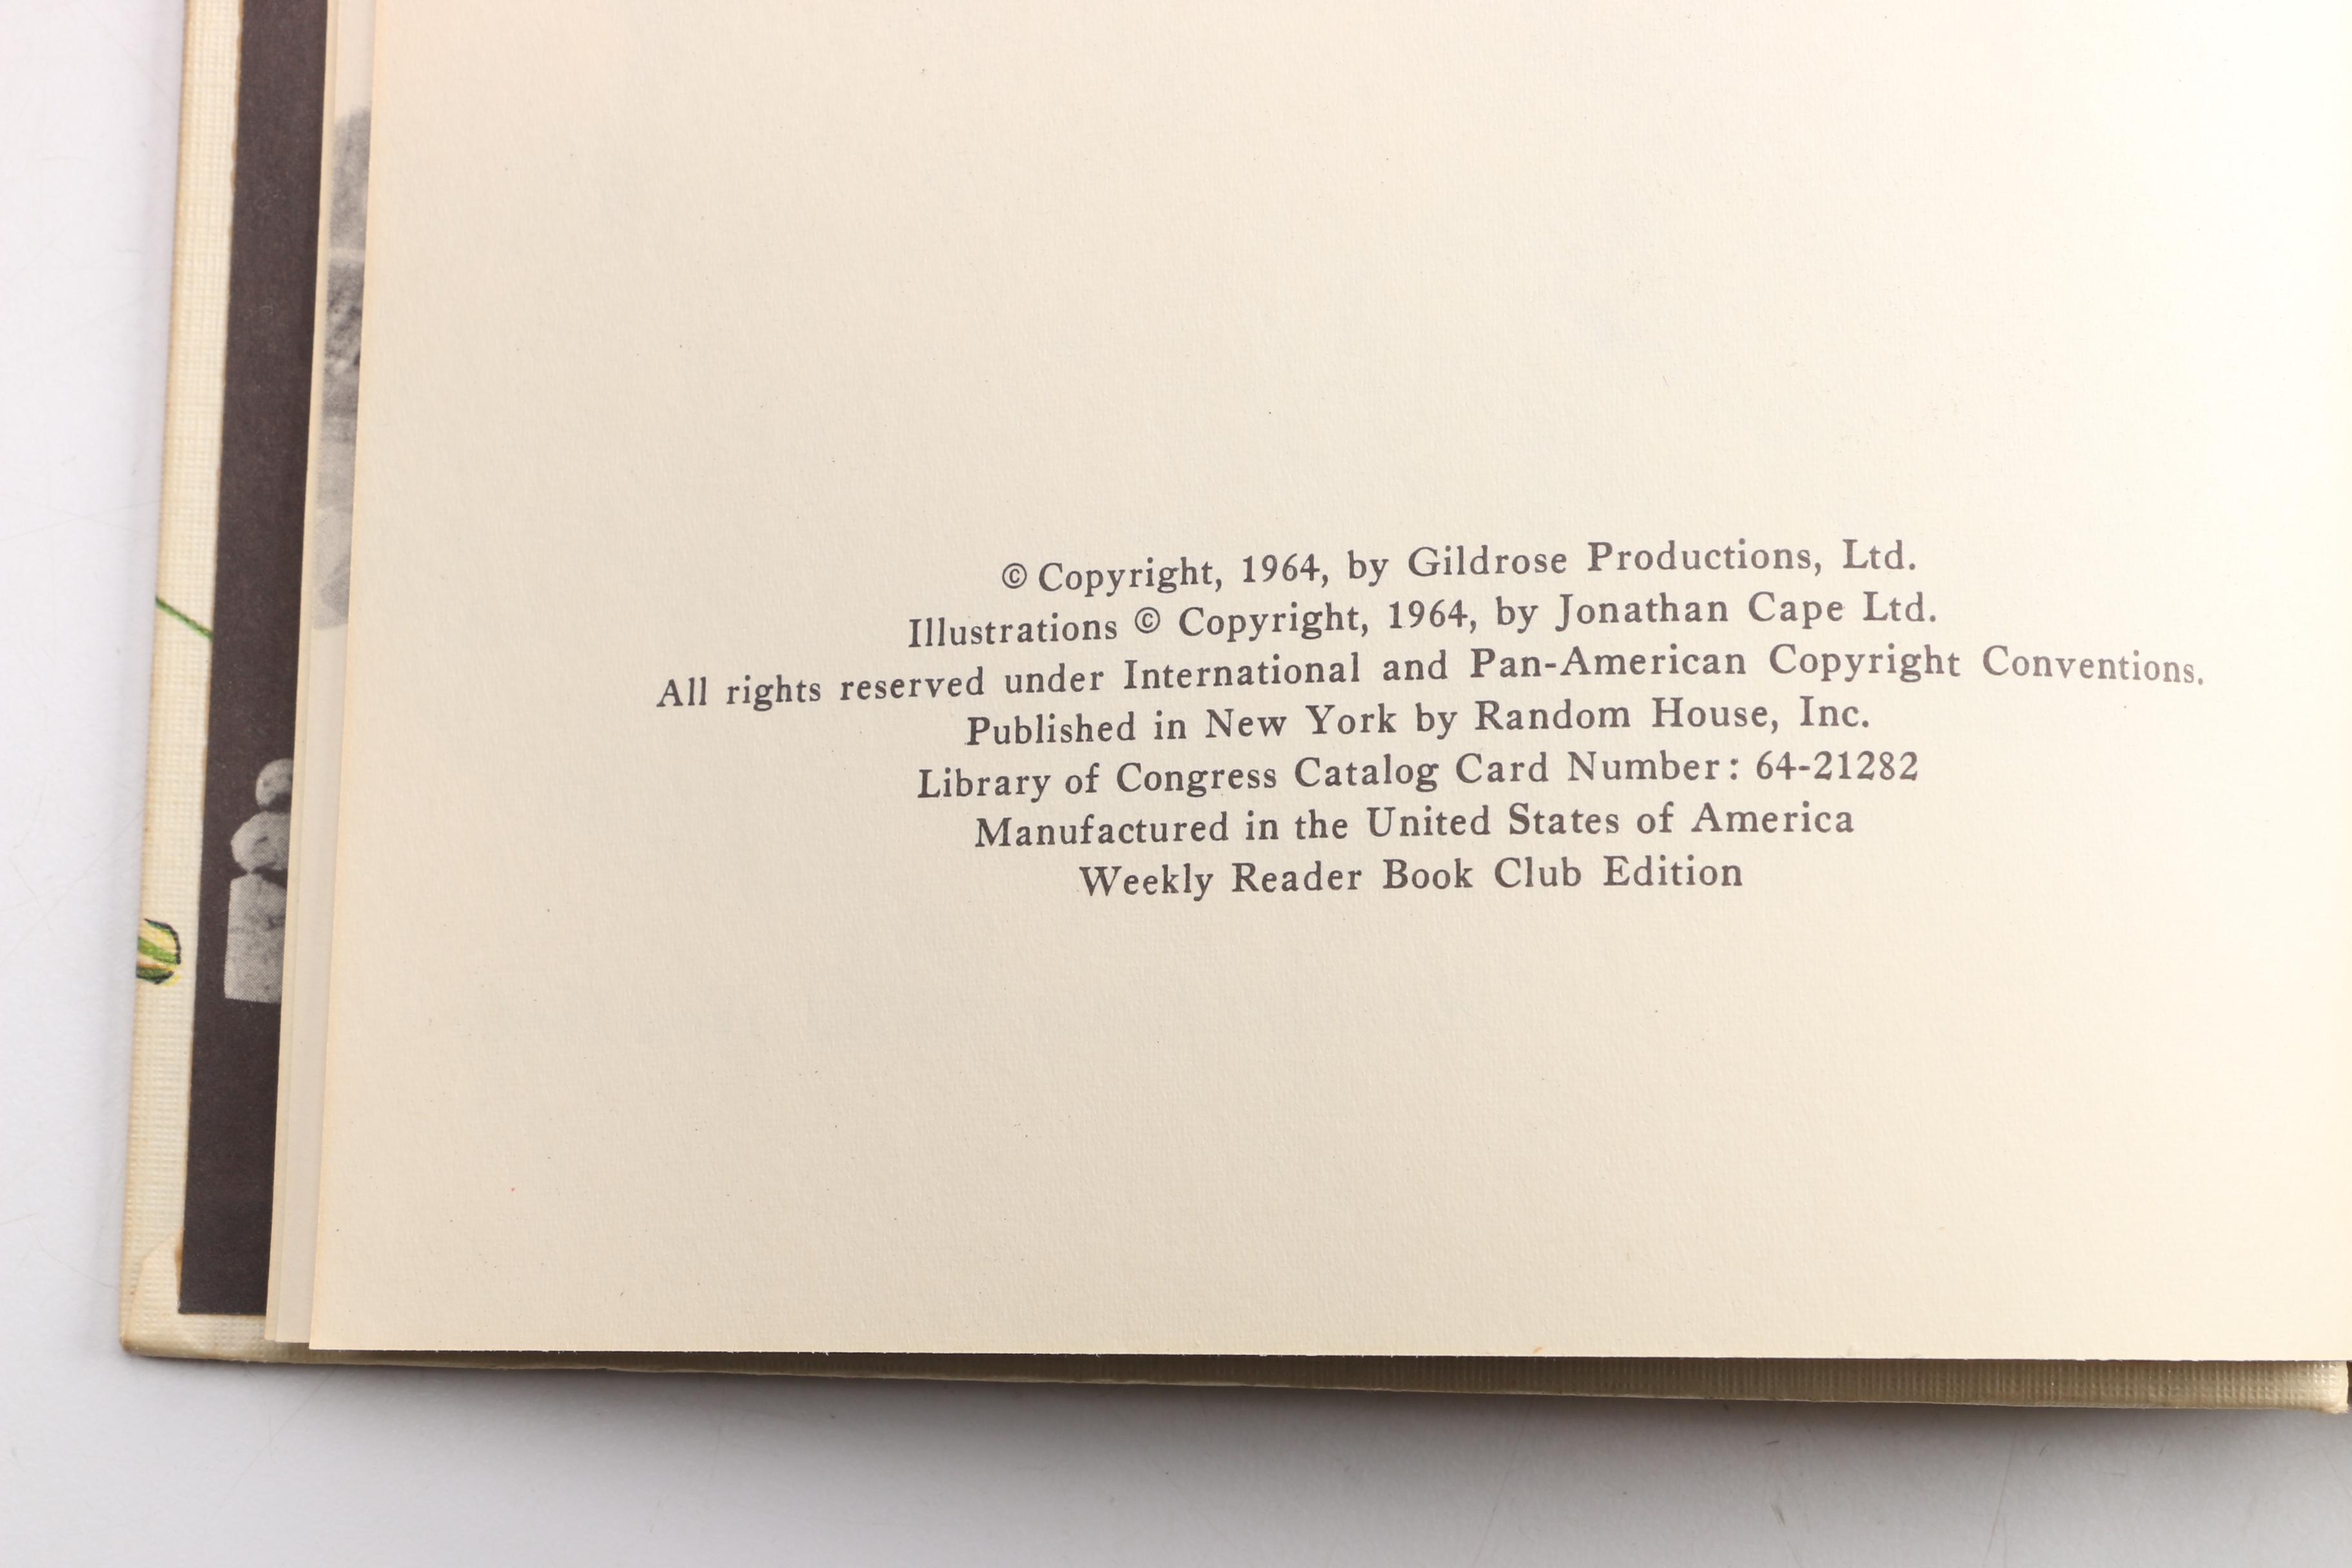 © Copyright, 1964, by Gildrose Productions, Ltd.
Illustrations © Copyright, 1964, by Jonathan Cape Ltd.
All rights reserved under International and Pan-American Copyright Conventions.
Published in New York by Random House, Inc.
Library of Congress Catalog Card Number: 64-21282
Manufactured in the United States of America
Weekly Reader Book Club Edition